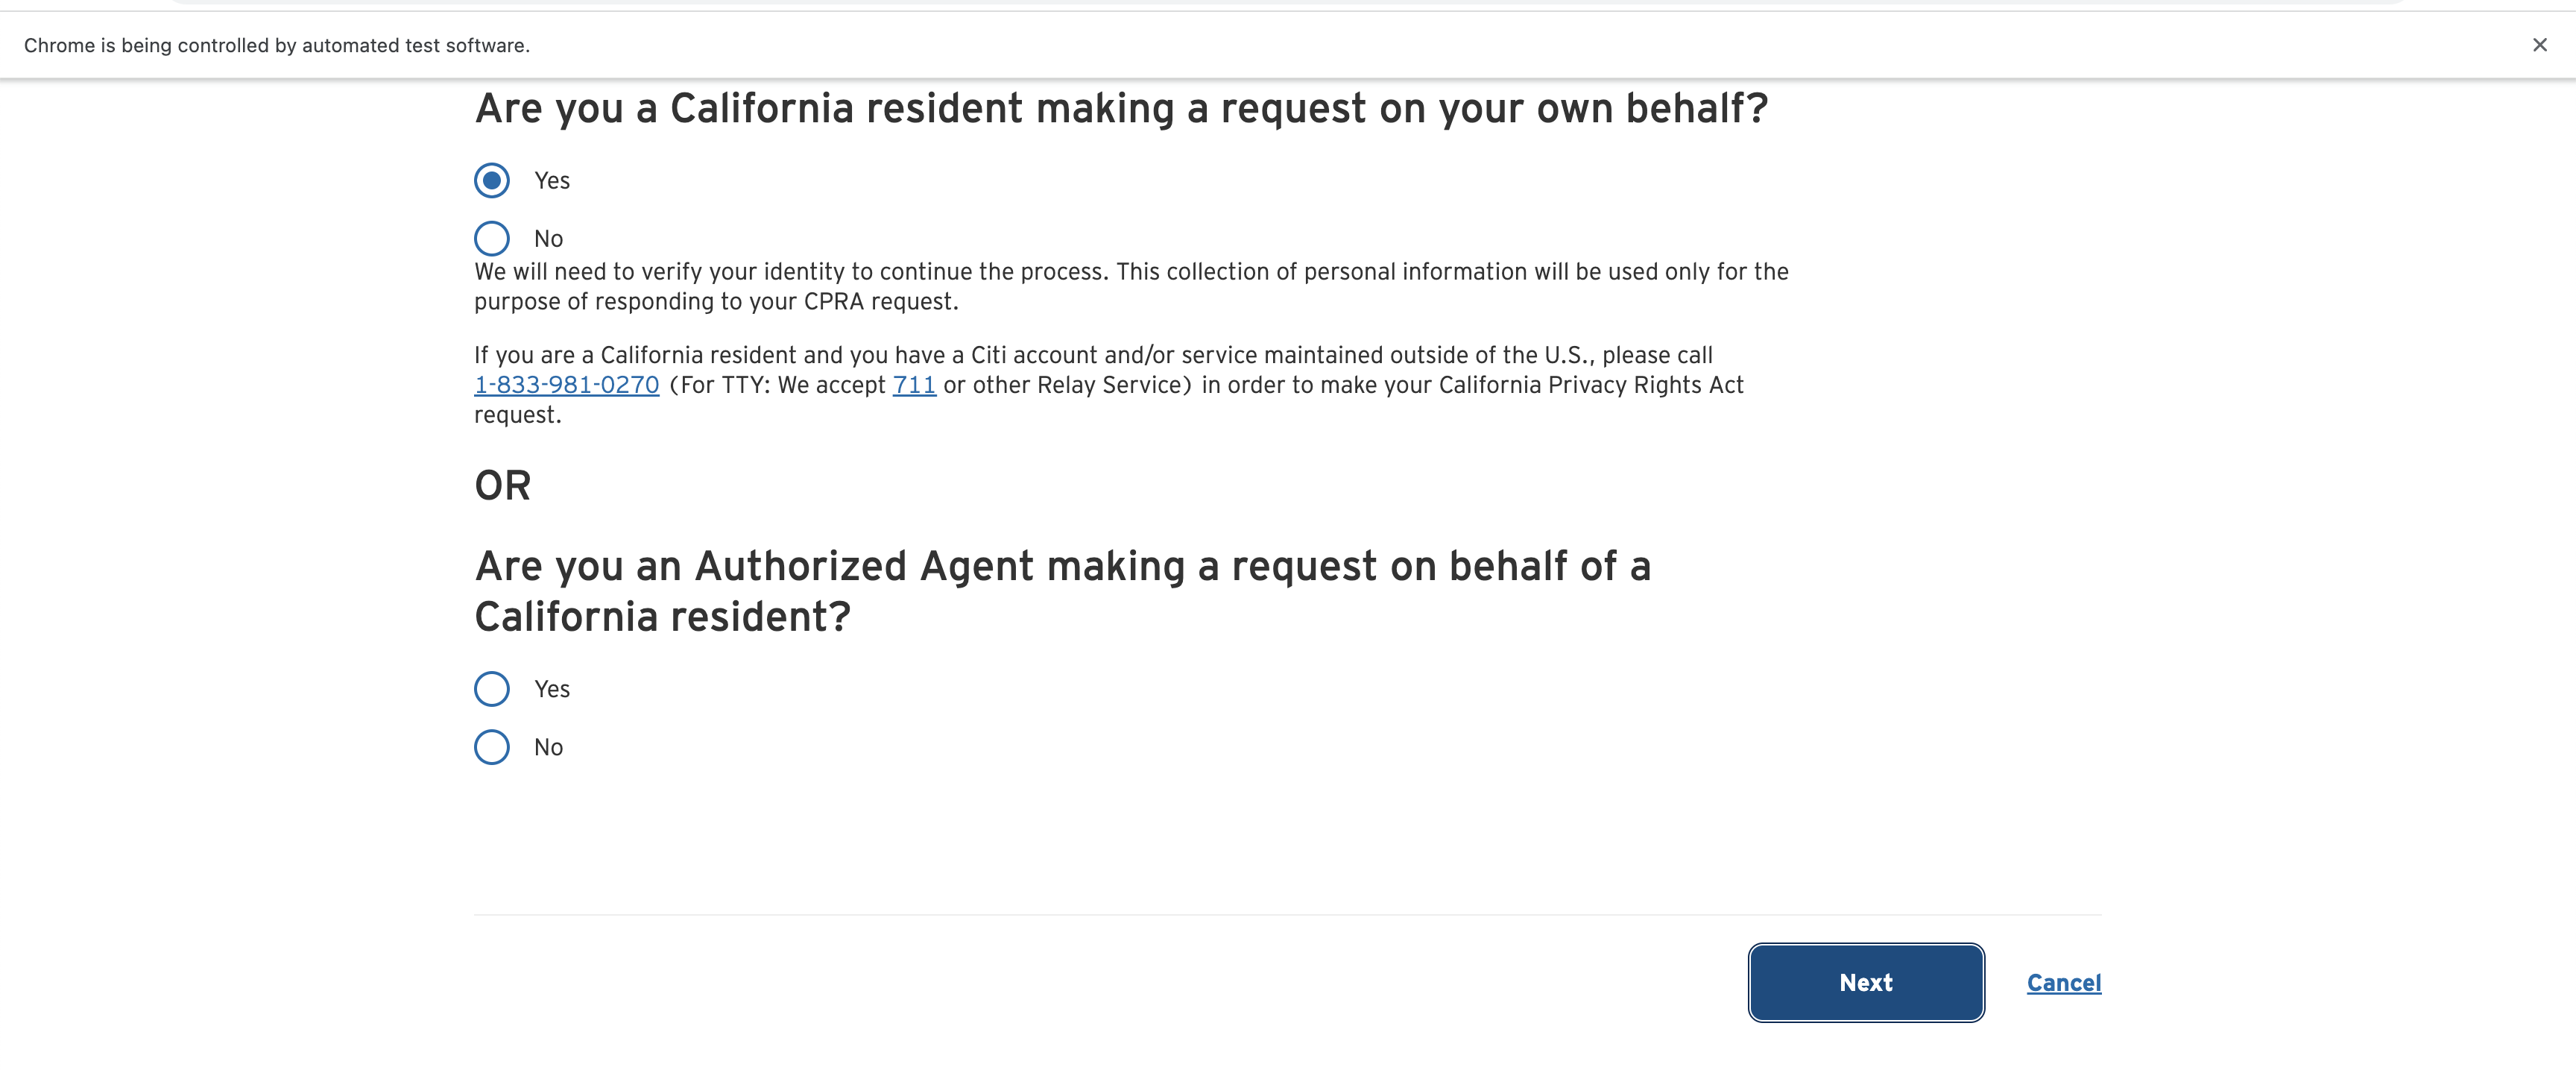 Chrome is being controlled by automated test software.
Are you a California resident making a request on your own behalf?
Yes
No
We will need to verify your identity to continue the process. This collection of personal information will be used only for the
purpose of responding to your CPRA request.
If you are a California resident and you have a Citi account and/or service maintained outside of the U.S., please call
1-833-981-0270 (For TTY: We accept 711 or other Relay Service) in order to make your California Privacy Rights Act
request.
OR
Are you an Authorized Agent making a request on behalf of a
California resident?
Yes
No
Next
Cancel